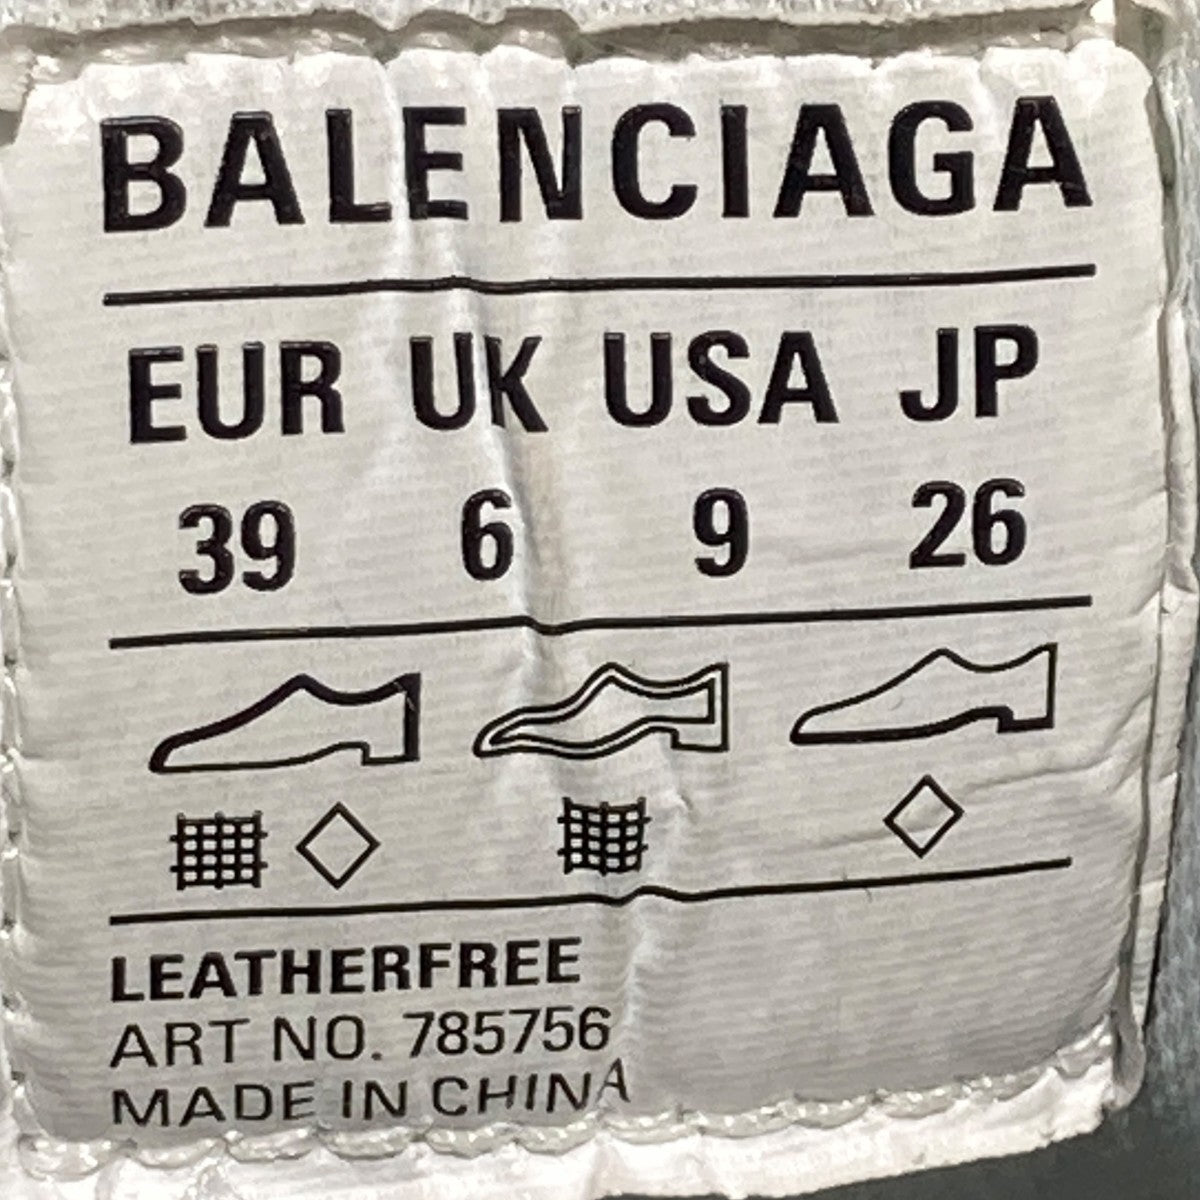 BALENCIAGA
EUR UK USA JP
39 6 9 26
LEATHERFREE
ART NO. 785756
MADE IN CHINA